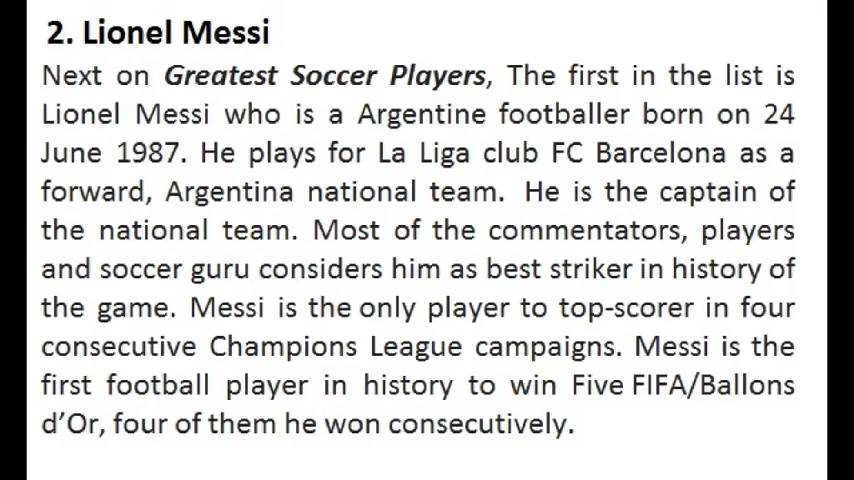 2. Lionel Messi
Next on Greatest Soccer Players, The first in the list is
Lionel Messi who is a Argentine footballer born on 24
June 1987. He plays for La Liga club FC Barcelona as a
forward, Argentina national team. He is the captain of
the national team. Most of the commentators, players
and soccer guru considers him as best striker in history of
the game. Messi is the only player to top-scorer in four
consecutive Champions League campaigns. Messi is the
first football player in history to win Five FIFA/Ballons
d’Or, four of them he won consecutively.